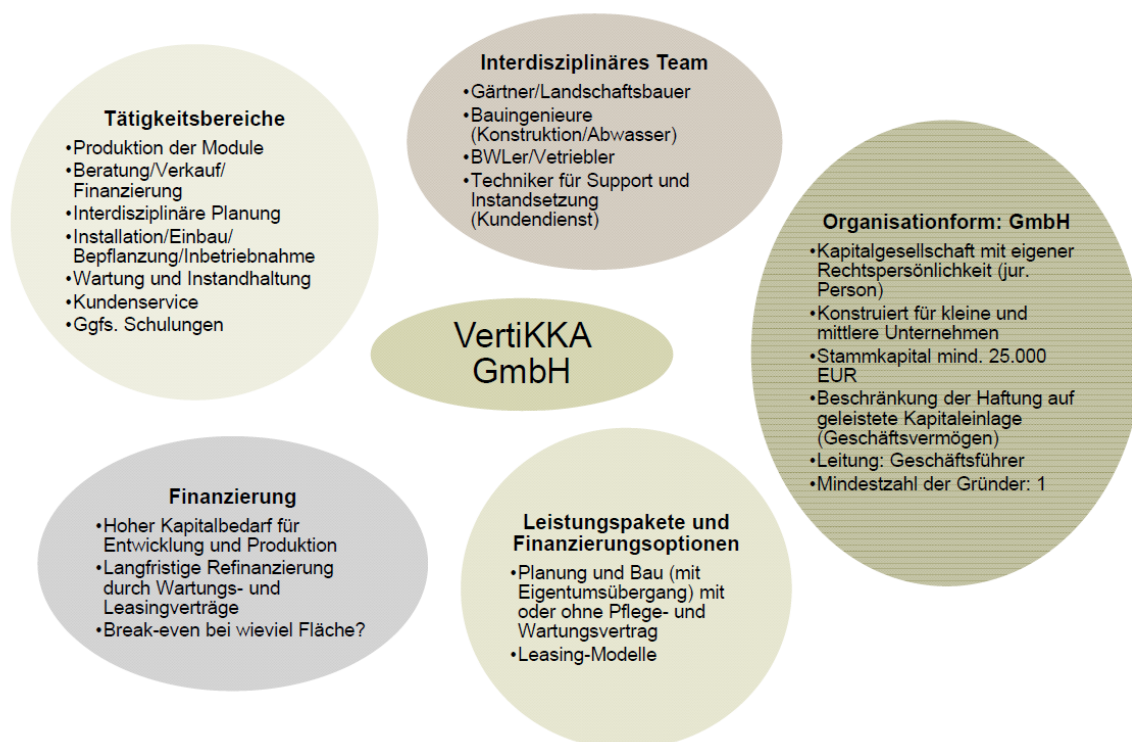 Interdisziplinäres Team
•Gärtner/Landschaftsbauer
•Bauingenieure
(Konstruktion/Abwasser)
•BWLer/Vetriebler
•Techniker für Support und
Instandsetzung
(Kundendienst)
Tätigkeitsbereiche
•Produktion der Module
•Beratung/Verkauf/
Finanzierung
•Interdisziplinäre Planung
•Installation/Einbau/
Bepflanzung/Inbetriebnahme
•Wartung und Instandhaltung
•Kundenservice
•Ggfs. Schulungen
Organisationform: GmbH
•Kapitalgesellschaft mit eigener
Rechtspersönlichkeit (jur.
Person)
•Konstruiert für kleine und
mittlere Unternehmen
•Stammkapital mind. 25.000
EUR
•Beschränkung der Haftung auf
geleistete Kapitaleinlage
(Geschäftsvermögen)
•Leitung: Geschäftsführer
•Mindestzahl der Gründer: 1
VertiKKA
GmbH
Finanzierung
•Hoher Kapitalbedarf für
Entwicklung und Produktion
•Langfristige Refinanzierung
durch Wartungs- und
Leasingverträge
•Break-even bei wieviel Fläche?
Leistungspakete und
Finanzierungsoptionen
•Planung und Bau (mit
Eigentumsübergang) mit
oder ohne Pflege- und
Wartungsvertrag
•Leasing-Modelle